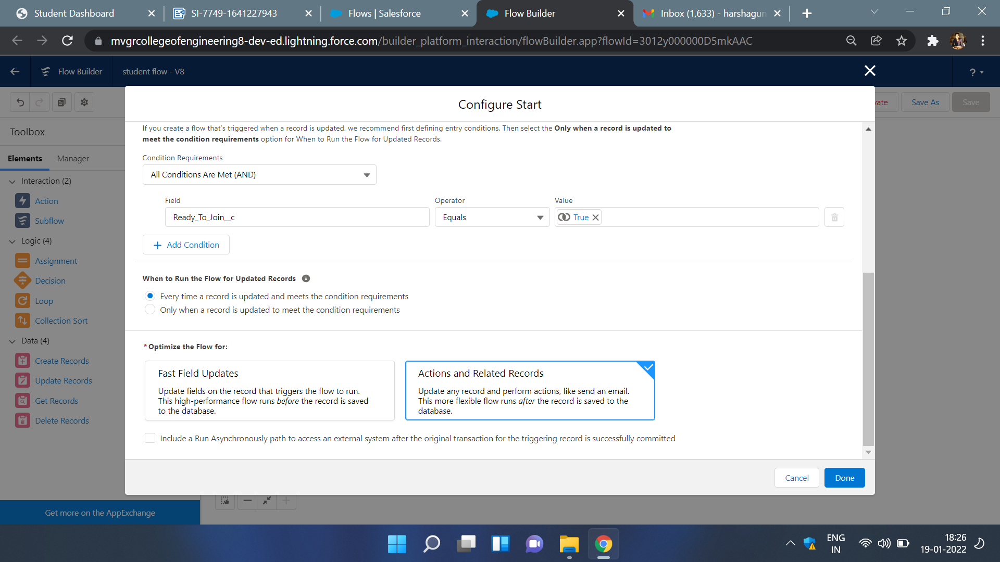 Student Dashboard
SI-7749-1641227943
Flows | Salesforce
Flow Builder
Inbox (1,633) - harshagun
mvgrcollegeofengineering8-dev-ed.lightning.force.com/builder_platform_interaction/flowBuilder.app?flowId=3012y000000D5mkAAC
Flow Builder
student flow - V8
?
vate
Save As
Save
Toolbox
Elements
Manager
Interaction (2)
Action
Subflow
Logic (4)
Assignment
Decision
Loop
Collection Sort
Data (4)
Create Records
Update Records
Get Records
Delete Records
Get more on the AppExchange
Configure Start
If you create a flow that's triggered when a record is updated, we recommend first defining entry conditions. Then select the Only when a record is updated to
meet the condition requirements option for When to Run the Flow for Updated Records.
Condition Requirements
All Conditions Are Met (AND)
Field
Operator
Value
Ready_To_Join__c
Equals
True
Add Condition
When to Run the Flow for Updated Records
Every time a record is updated and meets the condition requirements
Only when a record is updated to meet the condition requirements
*Optimize the Flow for:
Fast Field Updates
Update fields on the record that triggers the flow to run.
This high-performance flow runs before the record is saved
to the database.
Actions and Related Records
Update any record and perform actions, like send an email.
This more flexible flow runs after the record is saved to the
database.
Include a Run Asynchronously path to access an external system after the original transaction for the triggering record is successfully committed
Cancel
Done
ENG
IN
18:26
19-01-2022